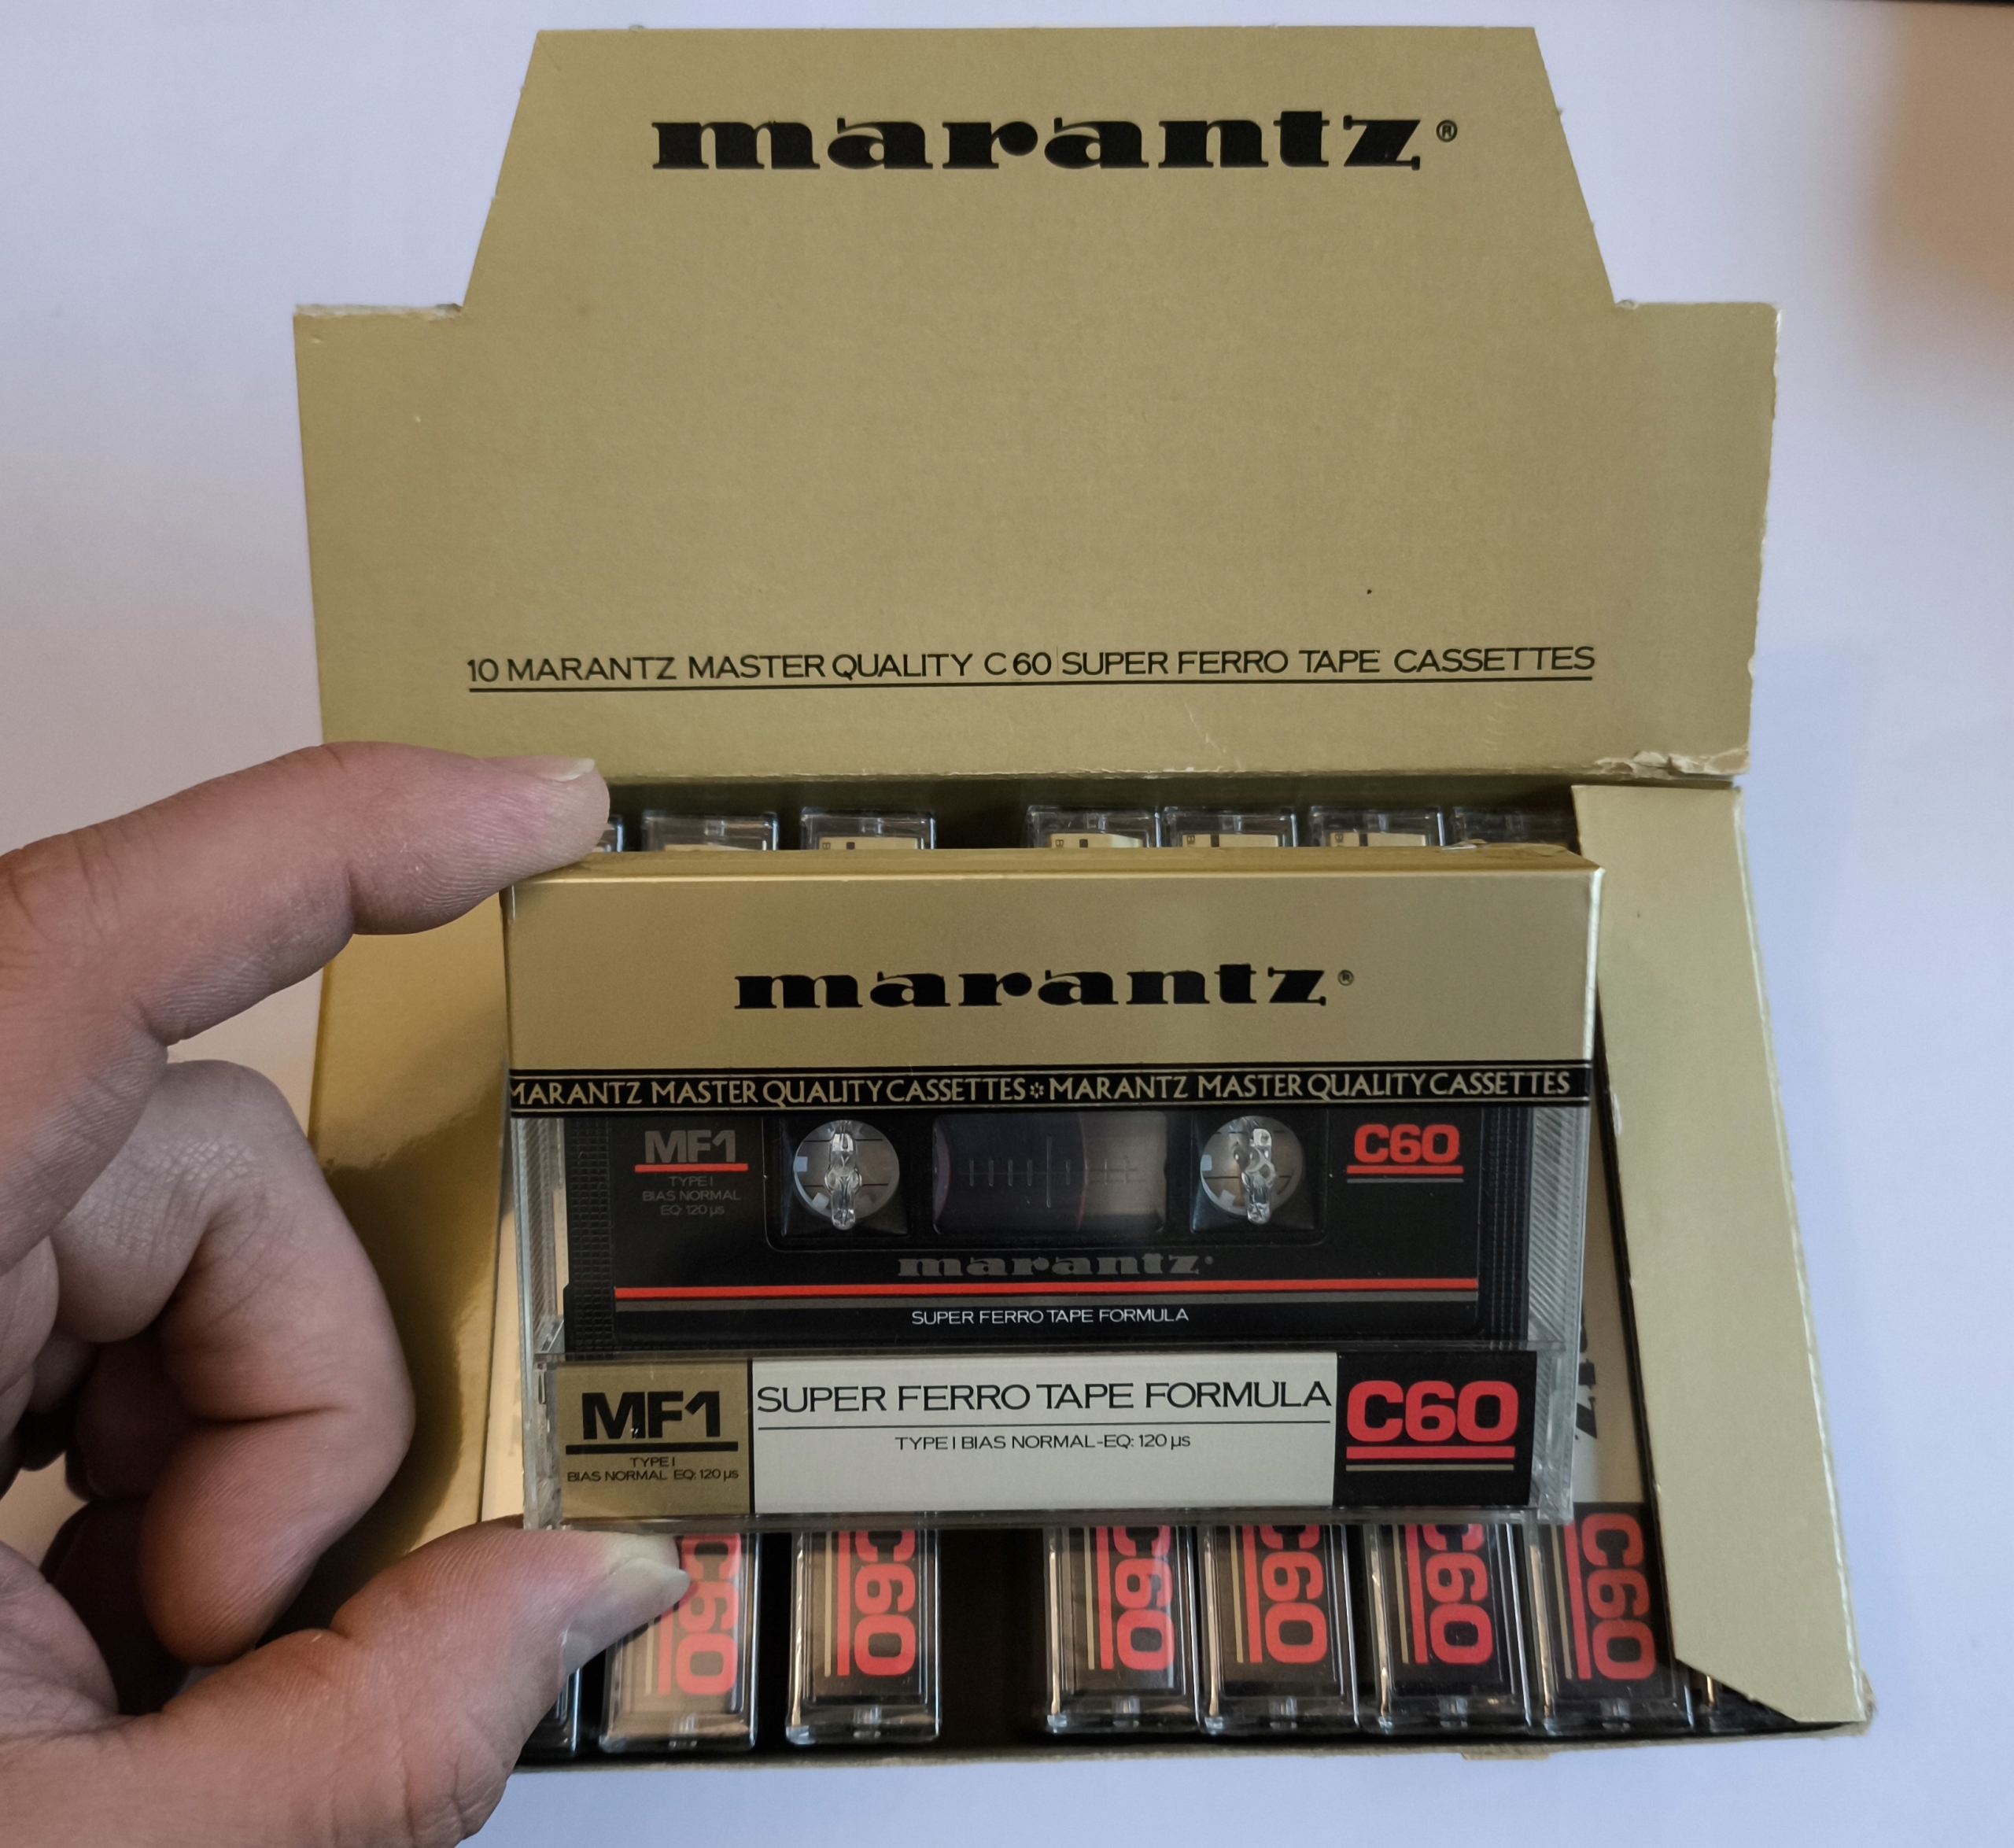 marantz®
10 MARANTZ MASTER QUALITY C60 SUPER FERRO TAPE CASSETTES
marantz®
MARANTZ MASTER QUALITY CASSETTES * MARANTZ MASTER QUALITY CASSETTES
MF1
TYPE I
BIAS NORMAL
EQ: 120 µs
C60
marantz
SUPER FERRO TAPE FORMULA
MF1
TYPE I
BIAS NORMAL EQ: 120 µs
SUPER FERRO TAPE FORMULA
TYPE I BIAS NORMAL-EQ: 120 µs
C60
C60
C60
C60
C60
C60
C60